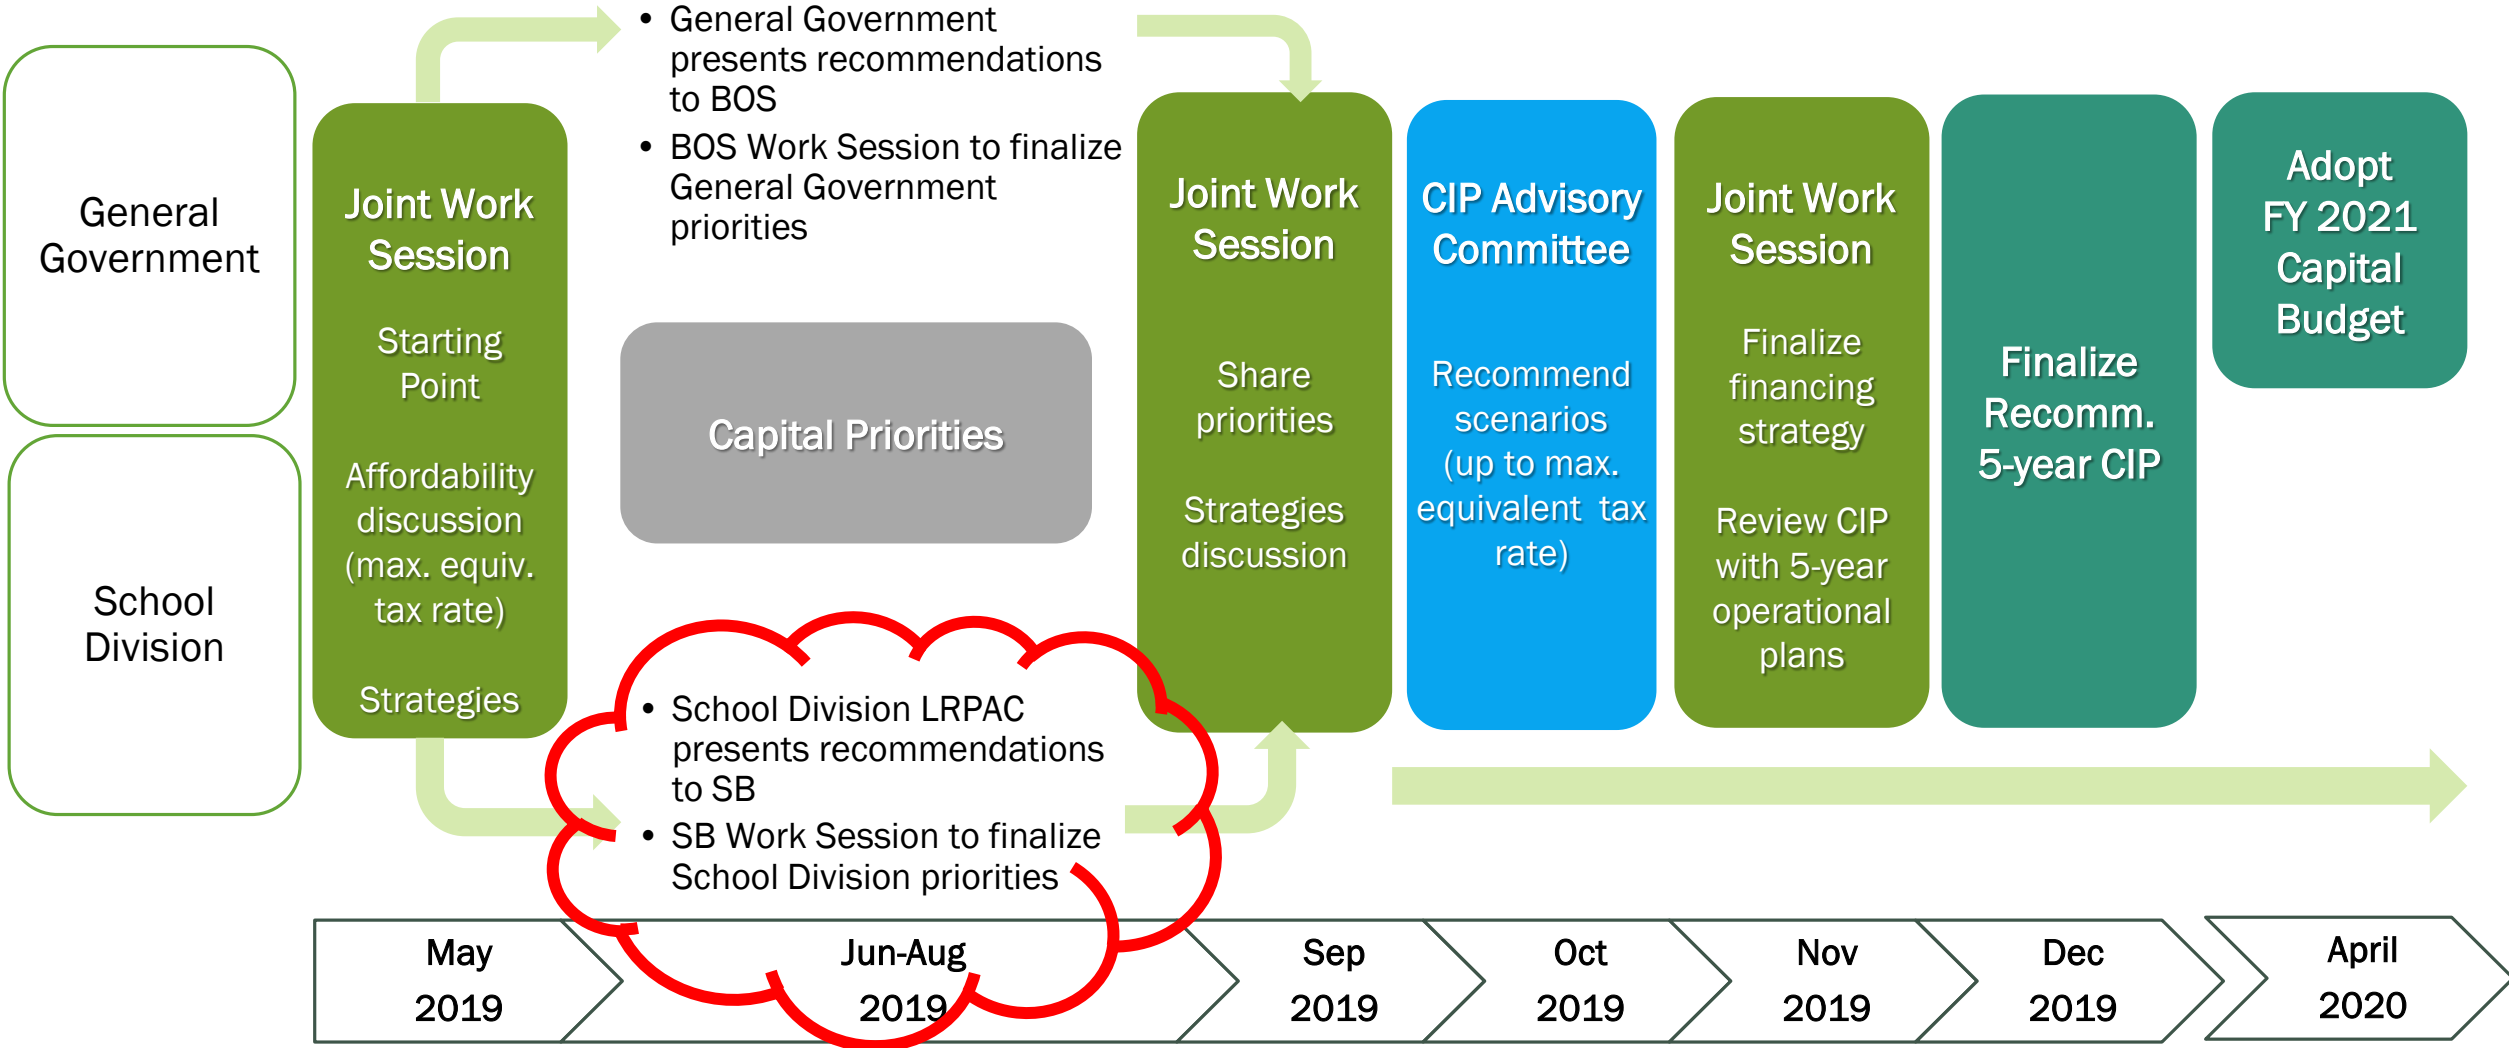 General
Government
School
Division
Joint Work
Session
Starting
Point
Affordability
discussion
(max. equiv.
tax rate)
Strategies
• General Government
presents recommendations
to BOS
• BOS Work Session to finalize
General Government
priorities
Capital Priorities
• School Division LRPAC
presents recommendations
to SB
• SB Work Session to finalize
School Division priorities
Joint Work
Session
Share
priorities
Strategies
discussion
CIP Advisory
Committee
Recommend
scenarios
(up to max.
equivalent tax
rate)
Joint Work
Session
Finalize
financing
strategy
Review CIP
with 5-year
operational
plans
Finalize
Recomm.
5-year CIP
Adopt
FY 2021
Capital
Budget
May
2019
Jun-Aug
2019
Sep
2019
Oct
2019
Nov
2019
Dec
2019
April
2020